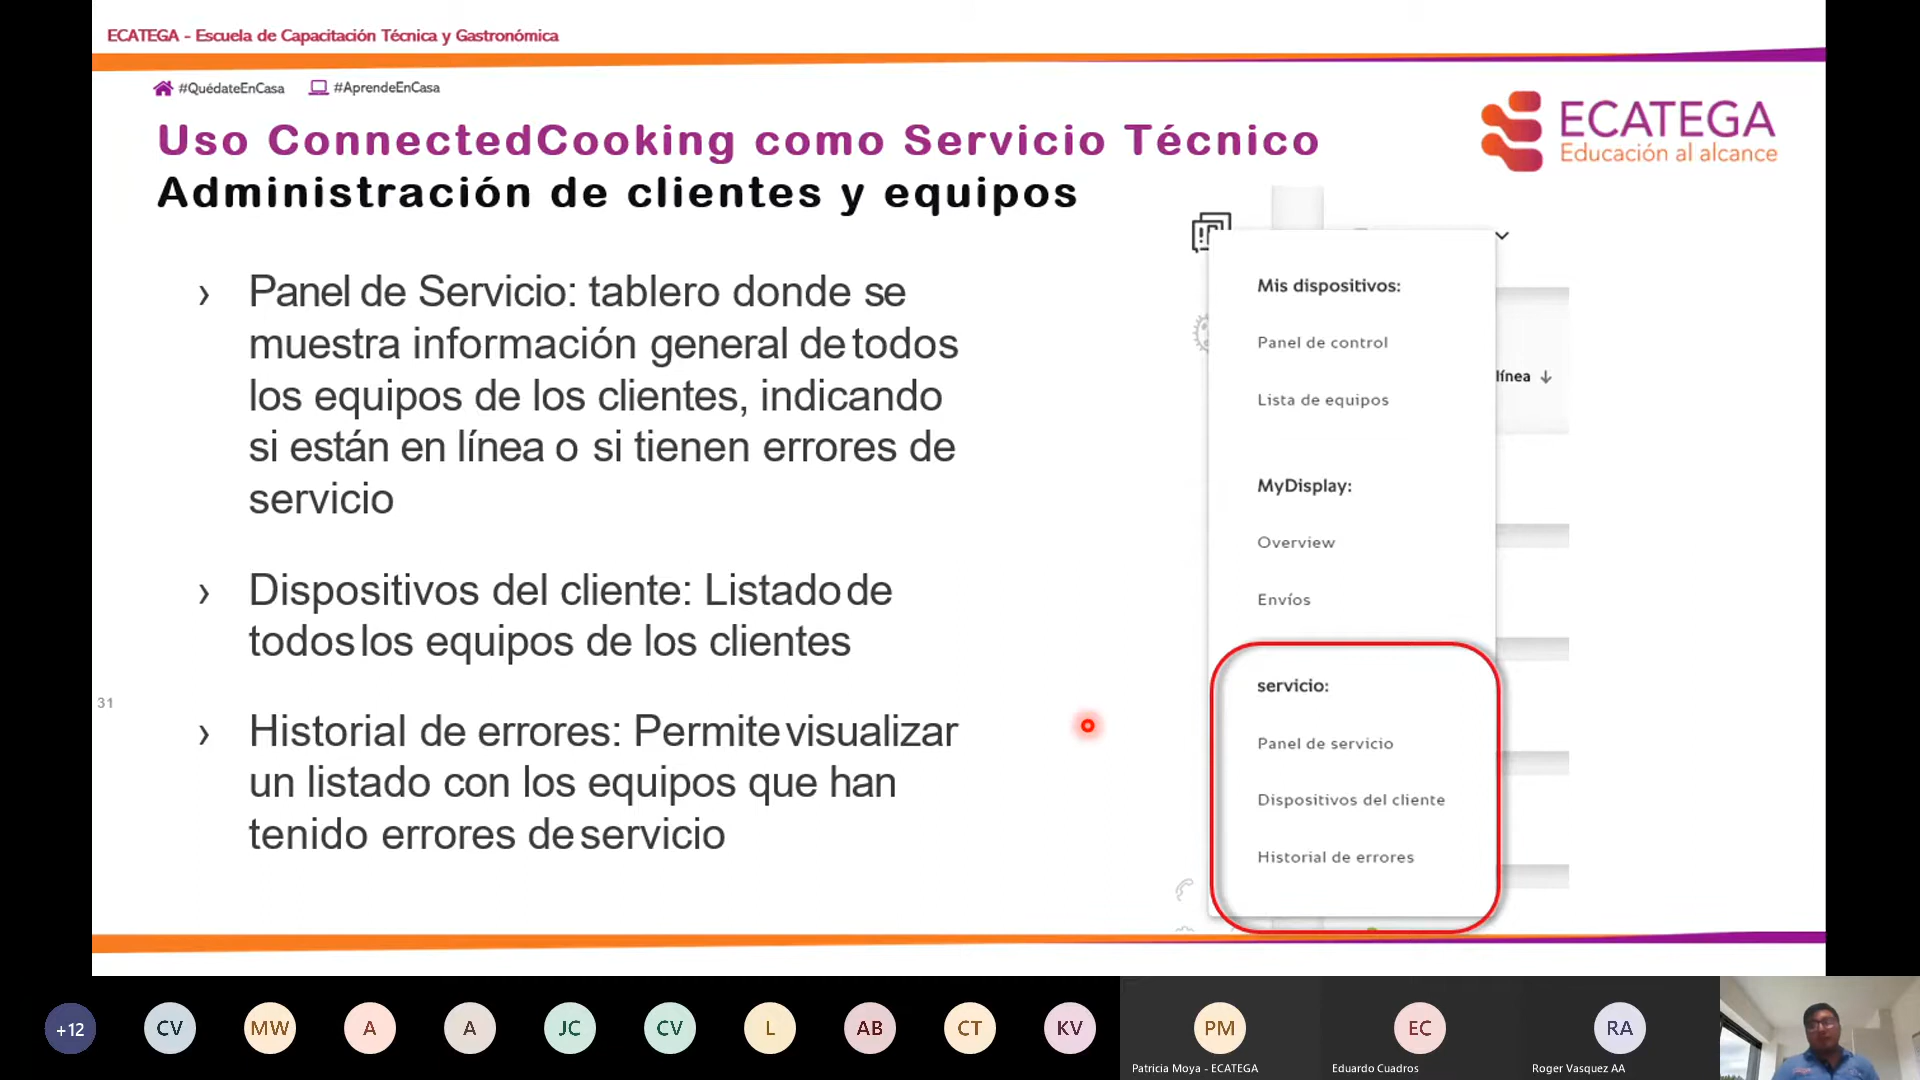 ECATEGA - Escuela de Capacitación Técnica y Gastronómica
#QuédateEnCasa #AprendeEnCasa
Uso ConnectedCooking como Servicio Técnico
Administración de clientes y equipos
ECATEGA
Educación al alcance
› Panel de Servicio: tablero donde se
muestra información general de todos
los equipos de los clientes, indicando
si están en línea o si tienen errores de
servicio
› Dispositivos del cliente: Listado de
todos los equipos de los clientes
› Historial de errores: Permite visualizar
un listado con los equipos que han
tenido errores de servicio
31
Mis dispositivos:
Panel de control
línea
Lista de equipos
MyDisplay:
Overview
Envíos
servicio:
Panel de servicio
Dispositivos del cliente
Historial de errores
+12 CV MW A A JC CV L AB CT KV PM EC RA
Patricia Moya - ECATEGA Eduardo Cuadros Roger Vasquez AA